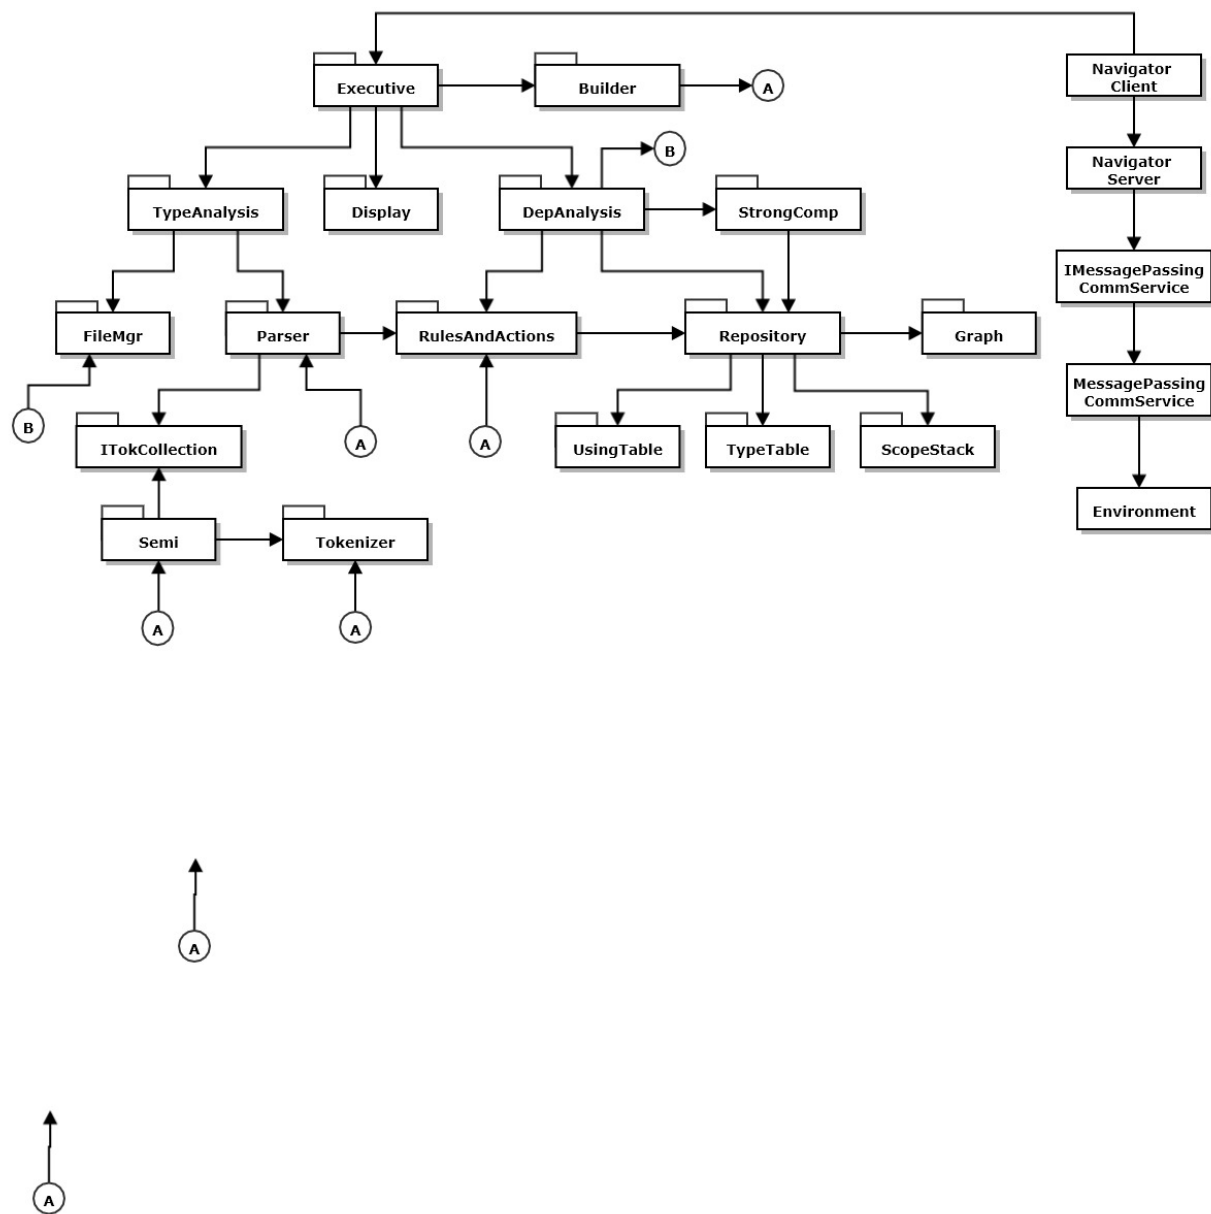 Navigator
Client
Executive
Builder
A
B
Navigator
Server
TypeAnalysis
Display
DepAnalysis
StrongComp
IMessagePassing
CommService
FileMgr
Parser
RulesAndActions
Repository
Graph
MessagePassing
CommService
B
A
A
ITokCollection
UsingTable
TypeTable
ScopeStack
Environment
Semi
Tokenizer
A
A
A
A